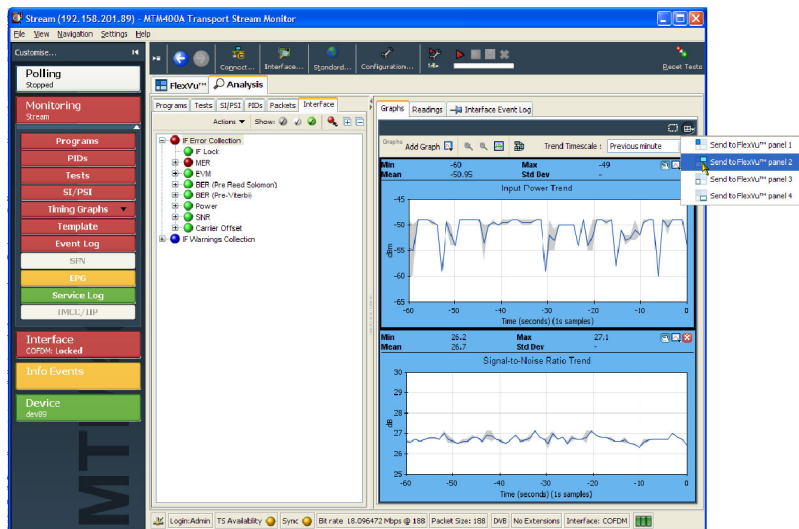 Stream (192.158.201.89) - MTM400A Transport Stream Monitor
File View Navigation Settings Help
Customise...
Polling
Stopped
Monitoring
Stream
Programs
PIDs
Tests
SI/PSI
Timing Graphs
Template
Event Log
SFN
EPG
Service Log
TMCC/IIP
Interface
COFDM: Locked
Info Events
Device
dev89
Connect... Interface... Standard... Configuration...
Reset Tests
FlexVu™ Analysis
Programs Tests SI/PSI PIDs Packets Interface
Actions Show:
IF Error Collection
IF Lock
MER
EVM
BER (Pre Reed Solomon)
BER (Pre-Viterbi)
Power
SNR
Carrier Offset
IF Warnings Collection
Graphs Readings Interface Event Log
Graphs Add Graph Trend Timescale : Previous minute
Send to FlexVu™ panel 1
Send to FlexVu™ panel 2
Send to FlexVu™ panel 3
Send to FlexVu™ panel 4
Min -60 Max -49
Mean -50.95 Std Dev -
Input Power Trend
dBm
-45
-50
-55
-60
-65
-60 -50 -40 -30 -20 -10 0
Time (seconds) (1s samples)
Min 26.2 Max 27.1
Mean 26.7 Std Dev -
Signal-to-Noise Ratio Trend
dB
30
29
28
27
26
25
-60 -50 -40 -30 -20 -10 0
Time (seconds) (1s samples)
Login:Admin TS Availability Sync Bit rate 18.096472 Mbps @ 188 Packet Size: 188 DVB No Extensions Interface: COFDM